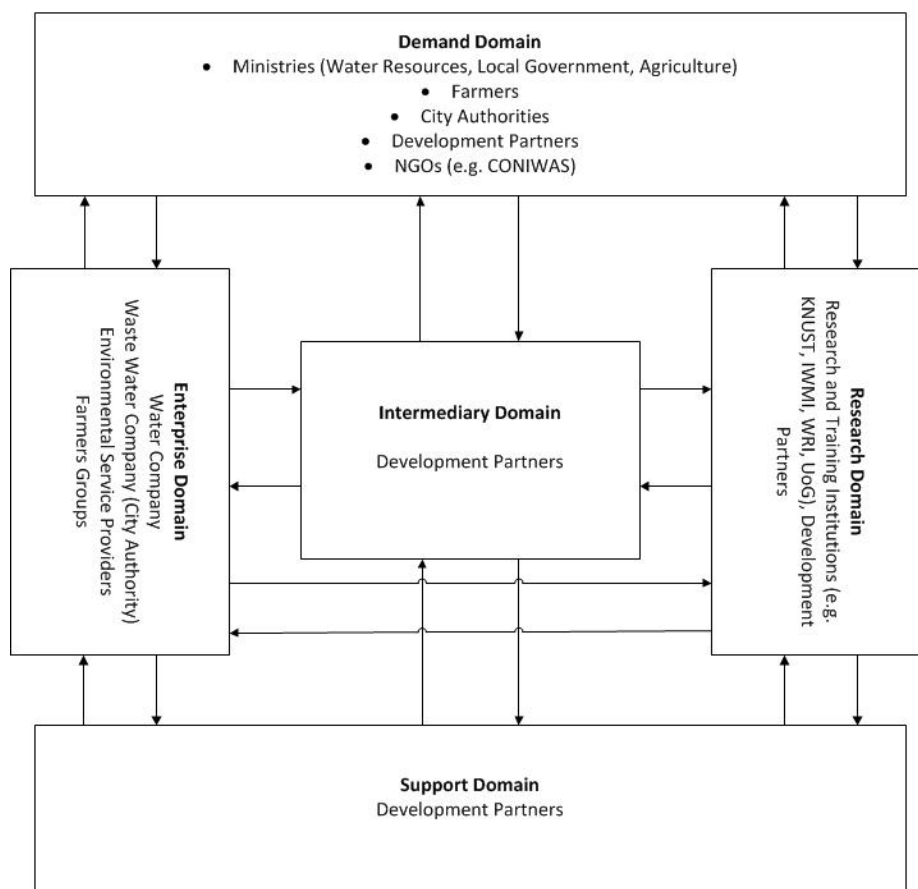 Demand Domain
• Ministries (Water Resources, Local Government, Agriculture)
• Farmers
• City Authorities
• Development Partners
• NGOs (e.g. CONIWAS)
Enterprise Domain
Water Company
Waste Water Company (City Authority)
Environmental Service Providers
Farmers Groups
Intermediary Domain
Development Partners
Research Domain
Research and Training Institutions (e.g.
KNUST, IWMI, WRI, UoG), Development
Partners
Support Domain
Development Partners